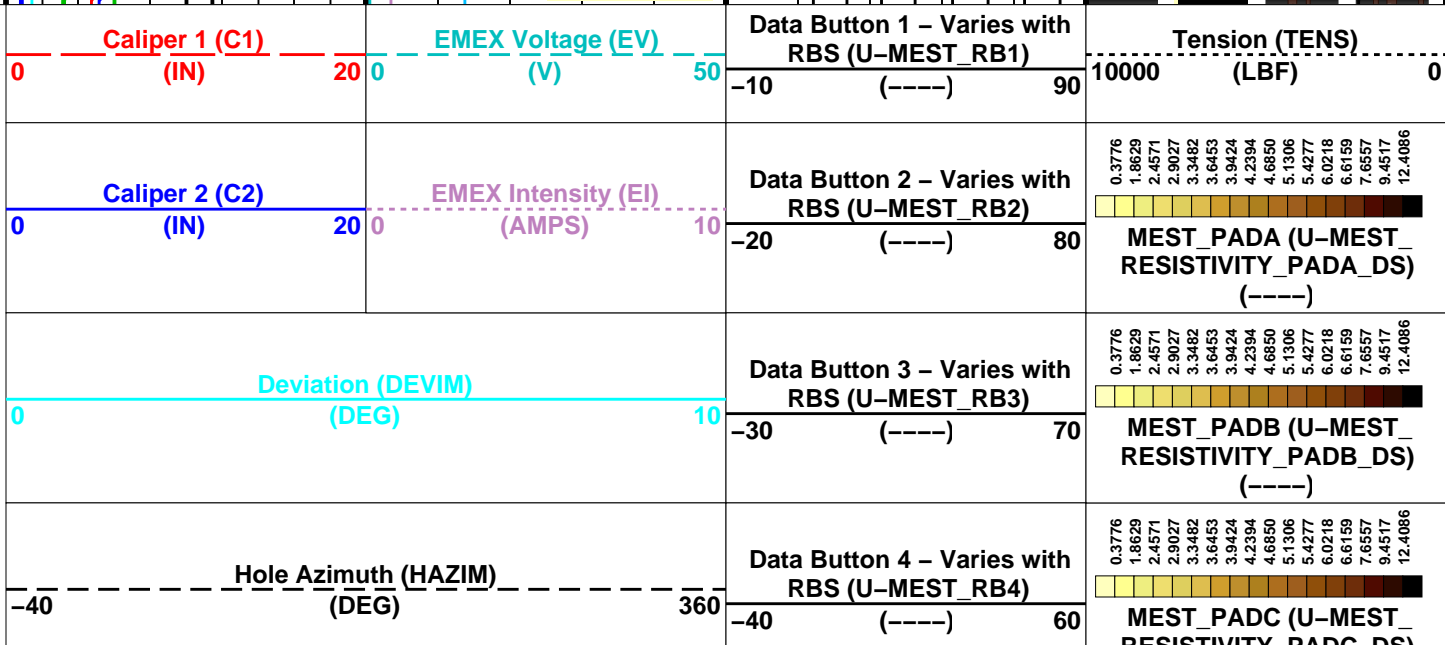 Caliper 1 (C1)
0 (IN) 20
EMEX Voltage (EV)
0 (V) 50
Data Button 1 – Varies with
RBS (U–MEST_RB1)
–10 (––––) 90
Tension (TENS)
10000 (LBF) 0
Caliper 2 (C2)
0 (IN) 20
EMEX Intensity (EI)
0 (AMPS) 10
Data Button 2 – Varies with
RBS (U–MEST_RB2)
–20 (––––) 80
0.3776 1.8629 2.4571 2.9027 3.3482 3.6453 3.9424 4.2394 4.6850 5.1306 5.4277 6.0218 6.6159 7.6557 9.4517 12.4086
MEST_PADA (U–MEST_
RESISTIVITY_PADA_DS)
(––––)
Deviation (DEVIM)
0 (DEG) 10
Data Button 3 – Varies with
RBS (U–MEST_RB3)
–30 (––––) 70
0.3776 1.8629 2.4571 2.9027 3.3482 3.6453 3.9424 4.2394 4.6850 5.1306 5.4277 6.0218 6.6159 7.6557 9.4517 12.4086
MEST_PADB (U–MEST_
RESISTIVITY_PADB_DS)
(––––)
Hole Azimuth (HAZIM)
–40 (DEG) 360
Data Button 4 – Varies with
RBS (U–MEST_RB4)
–40 (––––) 60
0.3776 1.8629 2.4571 2.9027 3.3482 3.6453 3.9424 4.2394 4.6850 5.1306 5.4277 6.0218 6.6159 7.6557 9.4517 12.4086
MEST_PADC (U–MEST_
RESISTIVITY_PADC_DS)